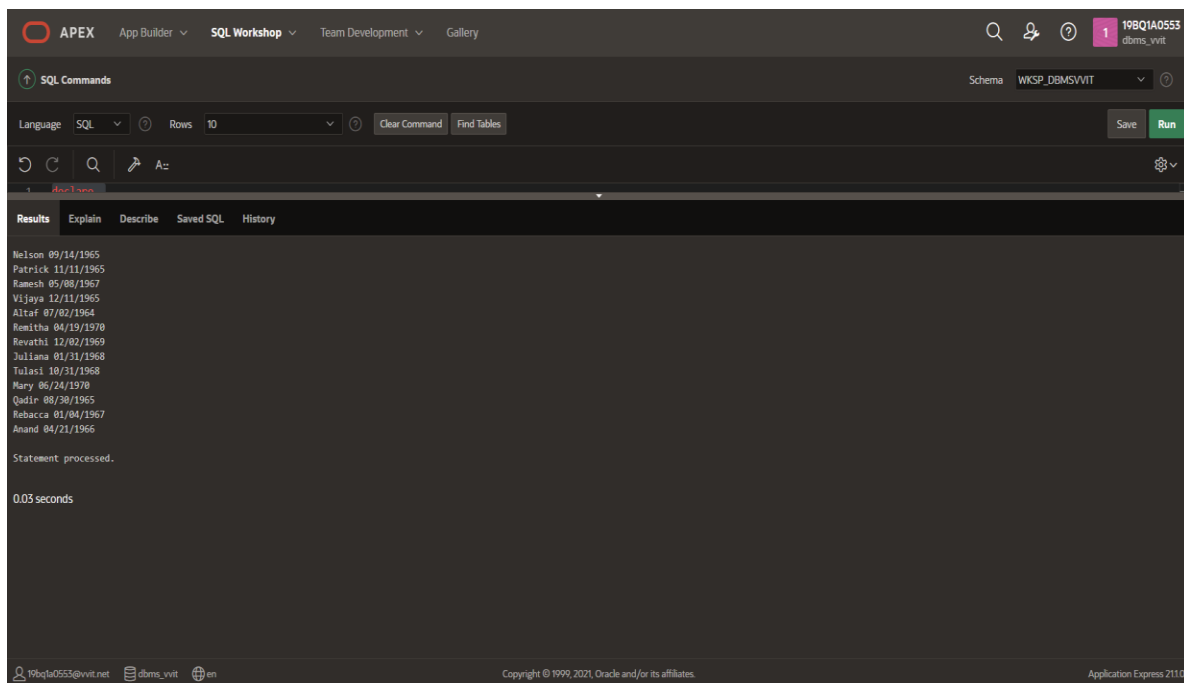 APEX App Builder SQL Workshop Team Development Gallery 1 19BQ1A0553
dbms_vvit
SQL Commands Schema WKSP_DBMSVVIT
Language SQL Rows 10 Clear Command Find Tables Save Run
A::
1 declare
Results Explain Describe Saved SQL History
Nelson 09/14/1965
Patrick 11/11/1965
Ramesh 05/08/1967
Vijaya 12/11/1965
Altaf 07/02/1964
Remitha 04/19/1970
Revathi 12/02/1969
Juliana 01/31/1968
Tulasi 10/31/1968
Mary 06/24/1970
Qadir 08/30/1965
Rebacca 01/04/1967
Anand 04/21/1966
Statement processed.
0.03 seconds
19bq1a0553@vvit.net dbms_vvit en Copyright © 1999, 2021, Oracle and/or its affiliates. Application Express 21.1.0